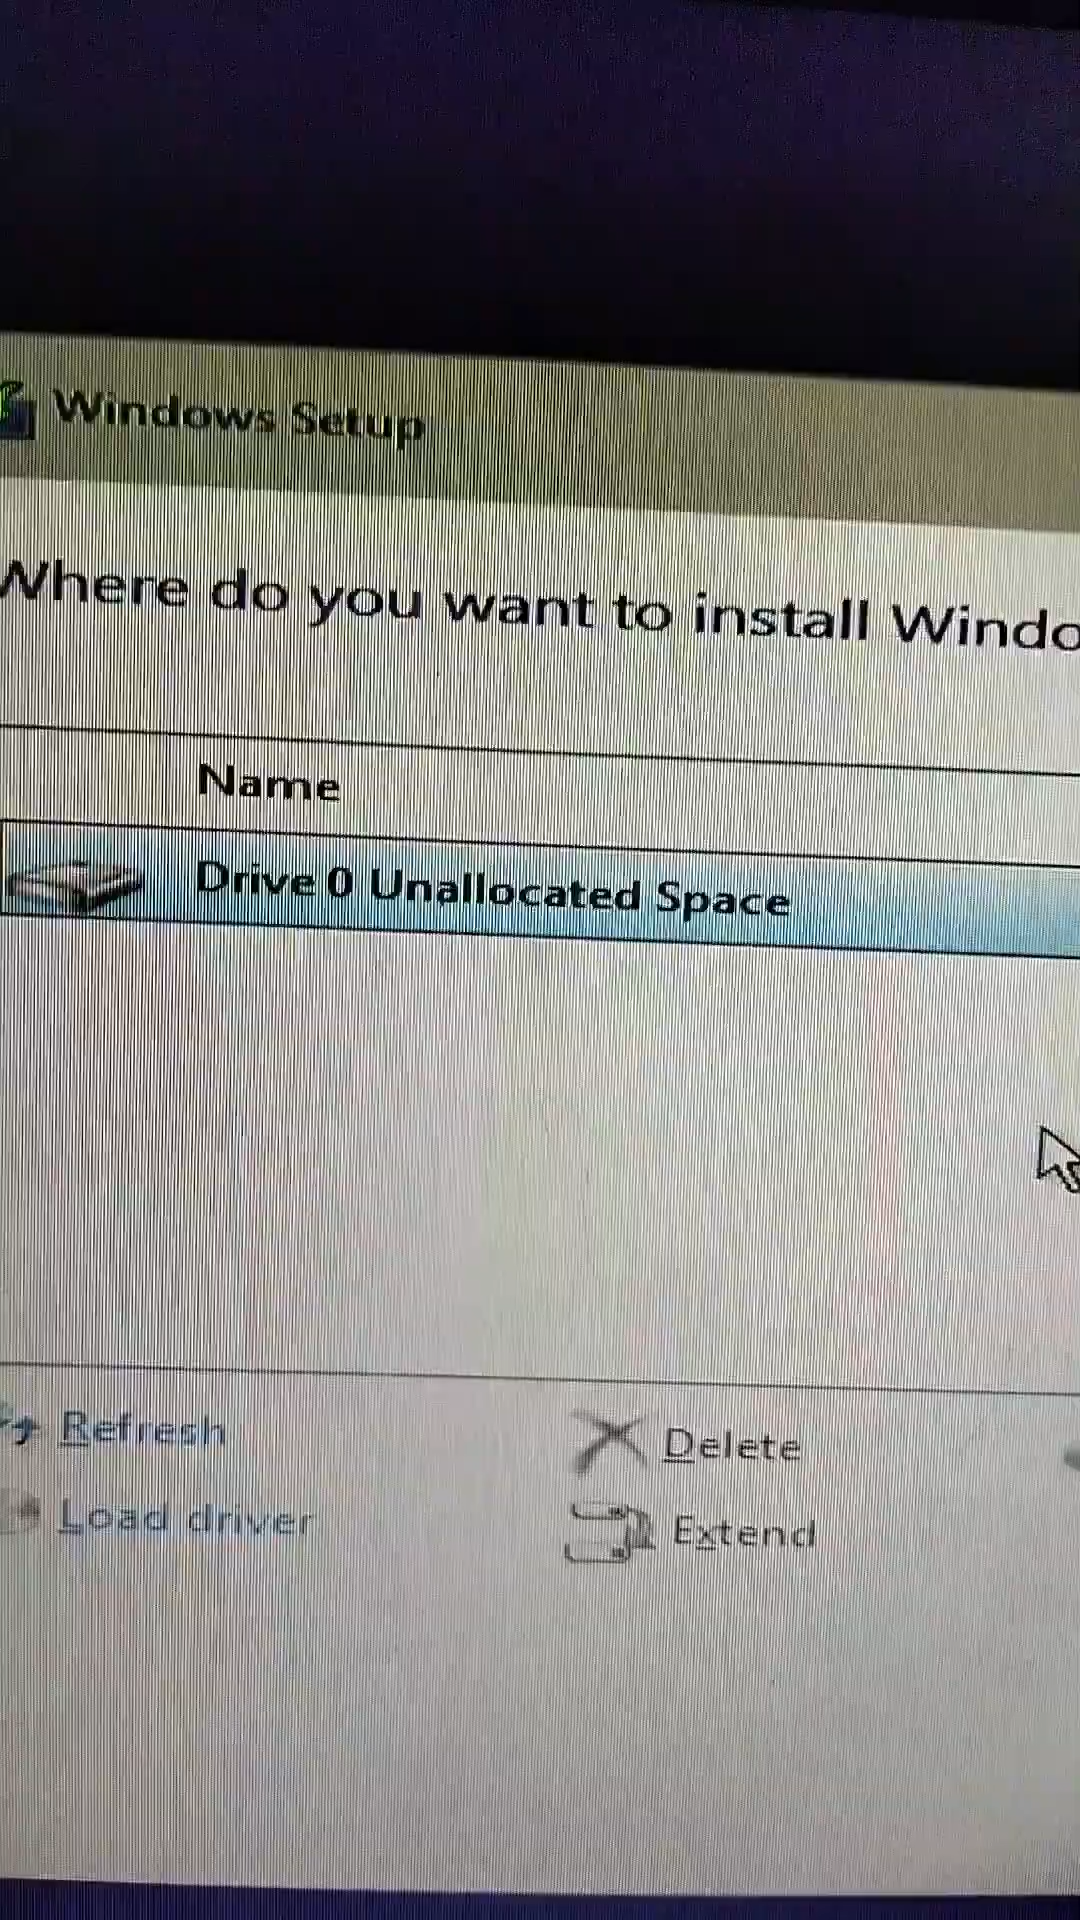 Windows Setup
Where do you want to install Windo
Name
Drive 0 Unallocated Space
Refresh
Delete
Load driver
Extend